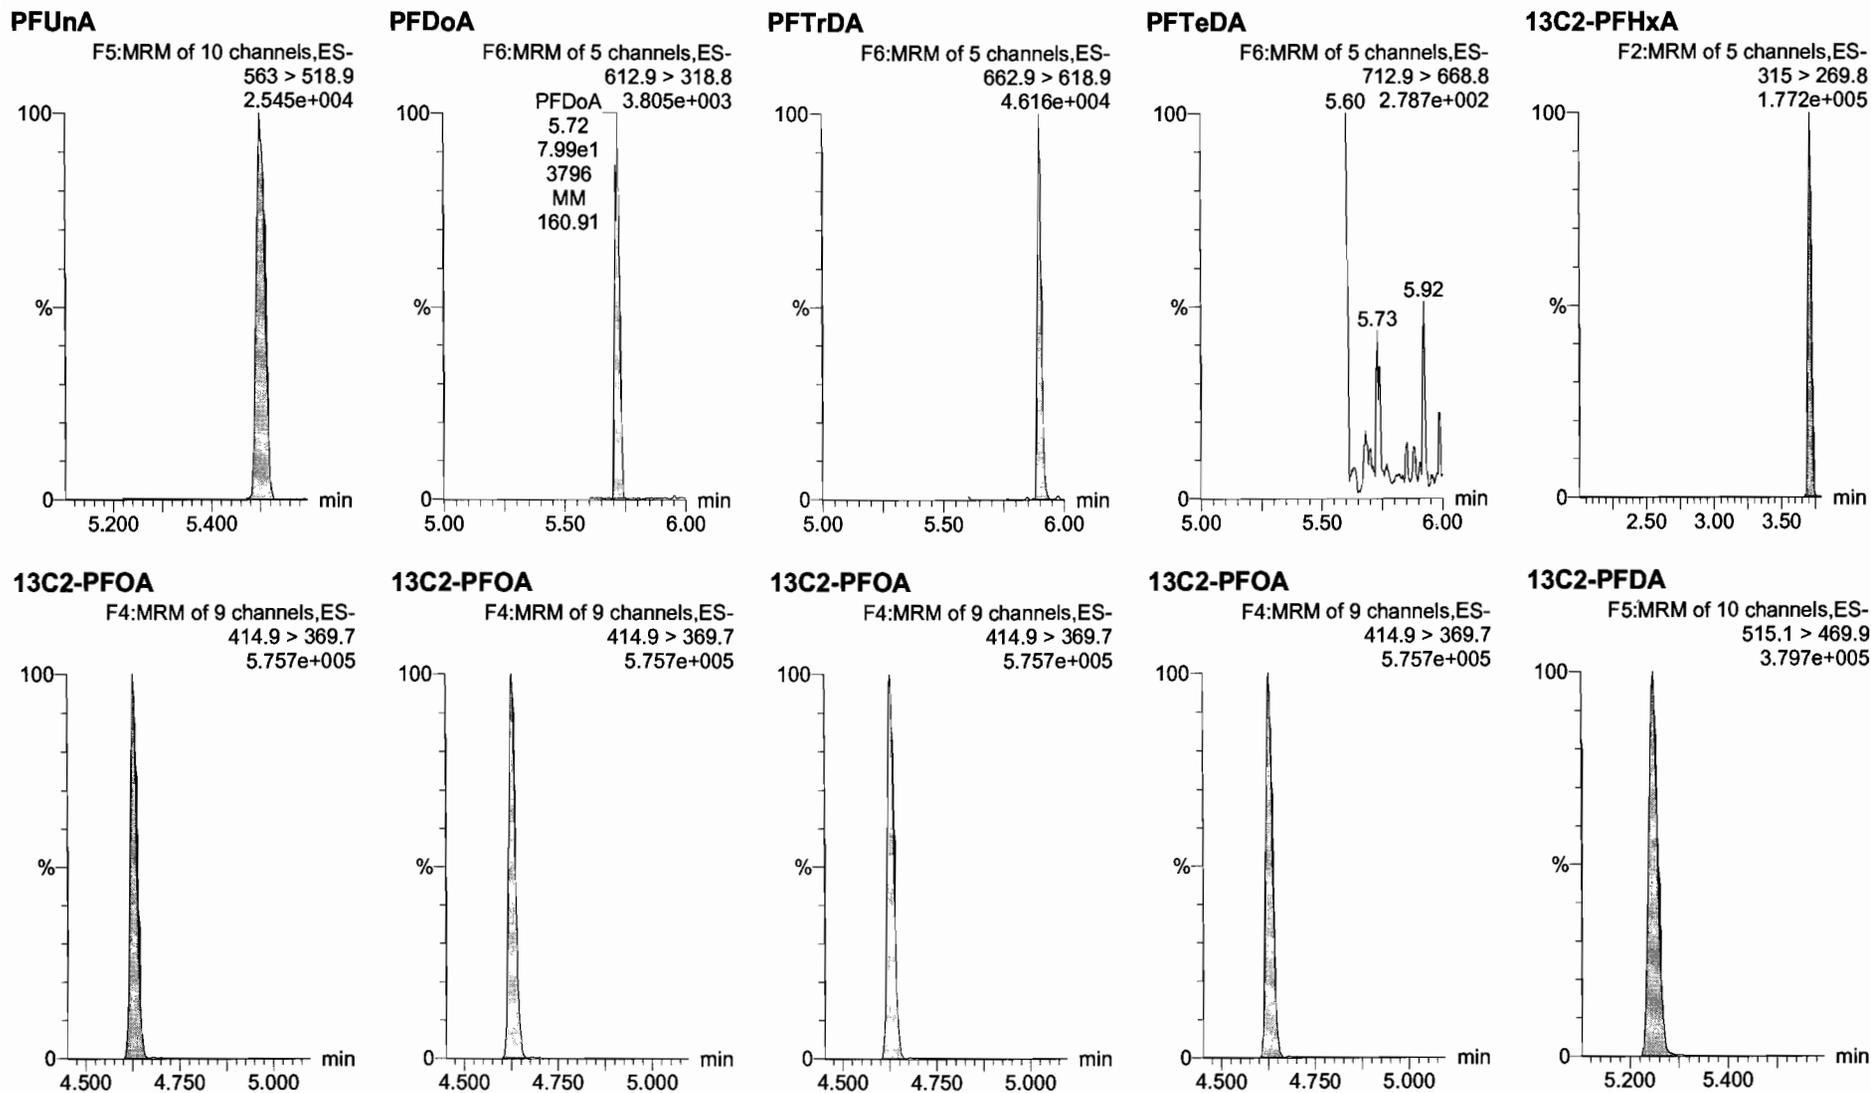 PFUnA
F5:MRM of 10 channels,ES-
563 > 518.9
2.545e+004
100
%
0
5.200 5.400 min
PFDoA
F6:MRM of 5 channels,ES-
612.9 > 318.8
PFDoA 3.805e+003
5.72
7.99e1
3796
MM
160.91
100
%
0
5.00 5.50 6.00 min
PFTrDA
F6:MRM of 5 channels,ES-
662.9 > 618.9
4.616e+004
100
%
0
5.00 5.50 6.00 min
PFTeDA
F6:MRM of 5 channels,ES-
712.9 > 668.8
5.60 2.787e+002
100
5.92
5.73
%
0
5.00 5.50 6.00 min
13C2-PFHxA
F2:MRM of 5 channels,ES-
315 > 269.8
1.772e+005
100
%
0
2.50 3.00 3.50 min
13C2-PFOA
F4:MRM of 9 channels,ES-
414.9 > 369.7
5.757e+005
100
%
0
4.500 4.750 5.000 min
13C2-PFOA
F4:MRM of 9 channels,ES-
414.9 > 369.7
5.757e+005
100
%
0
4.500 4.750 5.000 min
13C2-PFOA
F4:MRM of 9 channels,ES-
414.9 > 369.7
5.757e+005
100
%
0
4.500 4.750 5.000 min
13C2-PFOA
F4:MRM of 9 channels,ES-
414.9 > 369.7
5.757e+005
100
%
0
4.500 4.750 5.000 min
13C2-PFDA
F5:MRM of 10 channels,ES-
515.1 > 469.9
3.797e+005
100
%
0
5.200 5.400 min